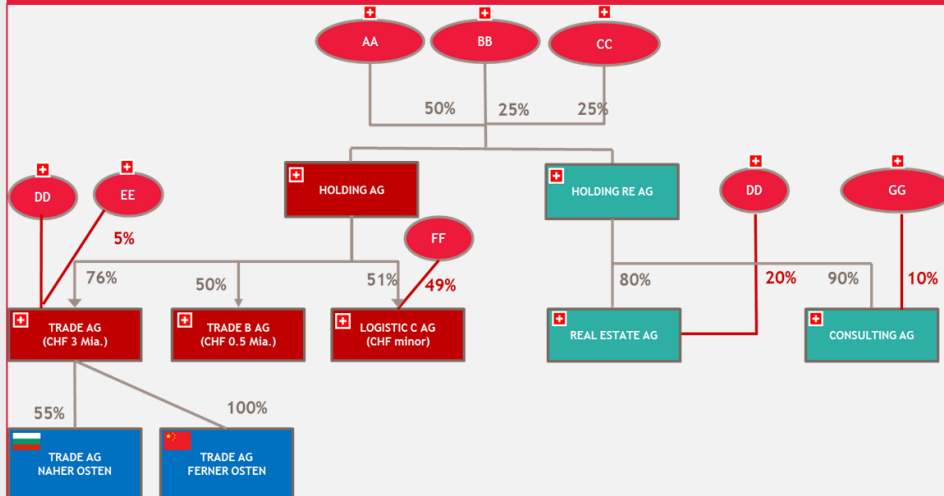 AA
BB
CC
50%
25%
25%
HOLDING AG
HOLDING RE AG
DD
EE
FF
DD
GG
5%
76%
50%
51%
49%
80%
20%
90%
10%
TRADE AG
(CHF 3 Mia.)
TRADE B AG
(CHF 0.5 Mia.)
LOGISTIC C AG
(CHF minor)
REAL ESTATE AG
CONSULTING AG
55%
100%
TRADE AG
NAHER OSTEN
TRADE AG
FERNER OSTEN